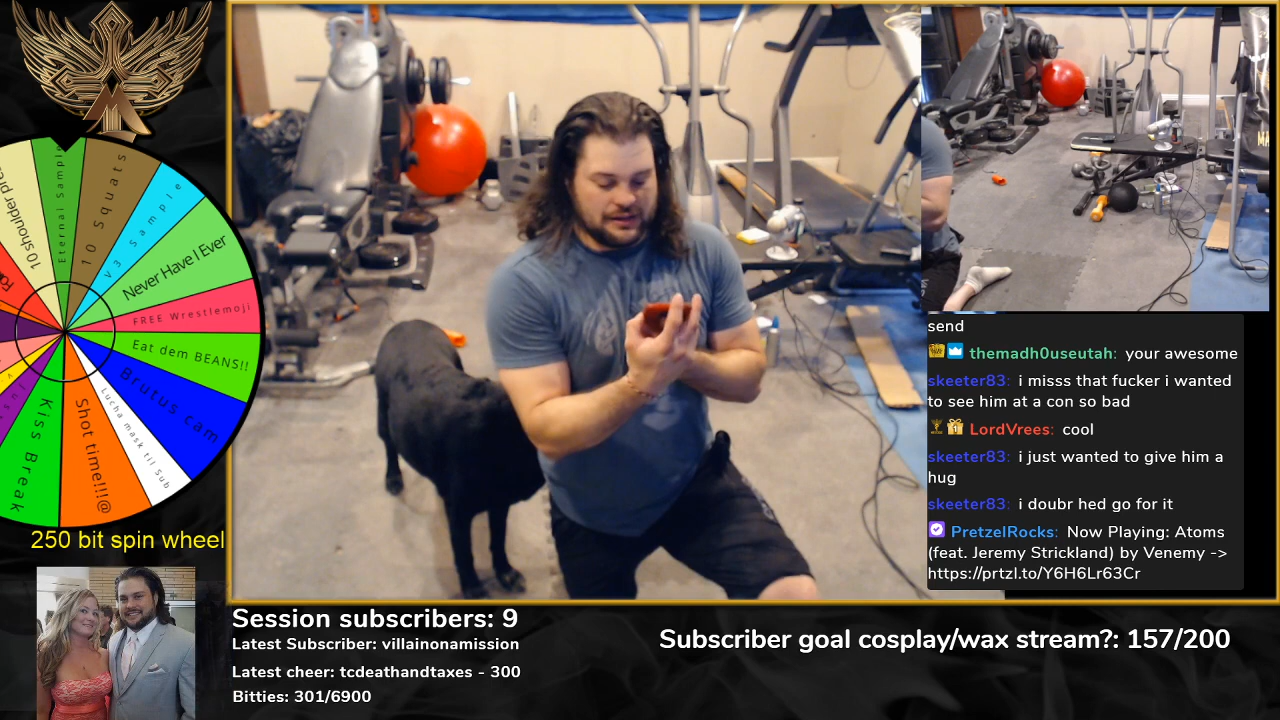 10 shoulder pre
Eternal Sample
10 Squats
V3 Sample
Never Have I Ever
FREE Wrestlemoji
Eat dem BEANS!!
Brutus cam
Lucha mask til Sub
Shot time!!!@
Kiss Break
250 bit spin wheel
send
themadh0useutah: your awesome
skeeter83: i misss that fucker i wanted
to see him at a con so bad
LordVrees: cool
skeeter83: i just wanted to give him a
hug
skeeter83: i doubr hed go for it
PretzelRocks: Now Playing: Atoms
(feat. Jeremy Strickland) by Venemy ->
https://prtzl.to/Y6H6Lr63Cr
Session subscribers: 9
Latest Subscriber: villainonamission
Latest cheer: tcdeathandtaxes - 300
Bitties: 301/6900
Subscriber goal cosplay/wax stream?: 157/200